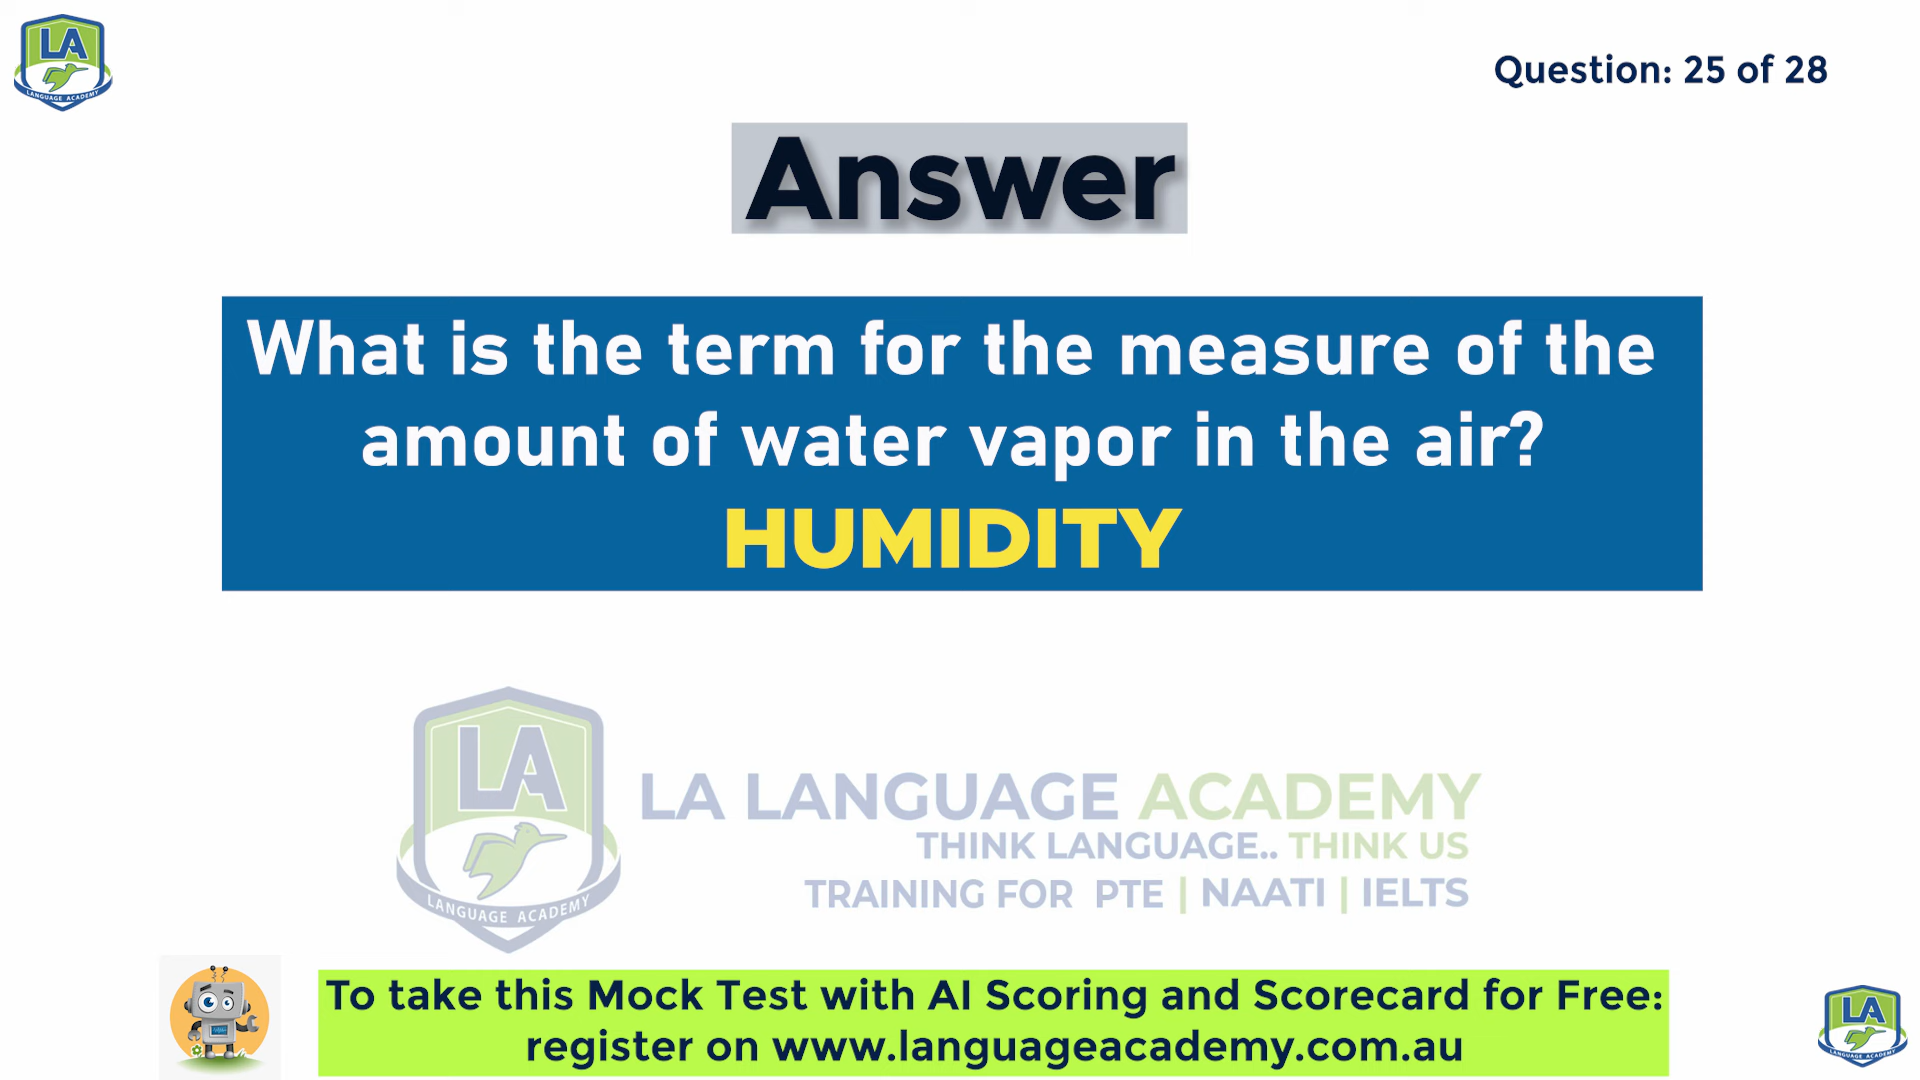 LA
LANGUAGE ACADEMY
Question: 25 of 28
Answer
What is the term for the measure of the
amount of water vapor in the air?
HUMIDITY
LA
LANGUAGE ACADEMY
LA LANGUAGE ACADEMY
THINK LANGUAGE.. THINK US
TRAINING FOR PTE | NAATI | IELTS
To take this Mock Test with AI Scoring and Scorecard for Free:
register on www.languageacademy.com.au
LA
LANGUAGE ACADEMY